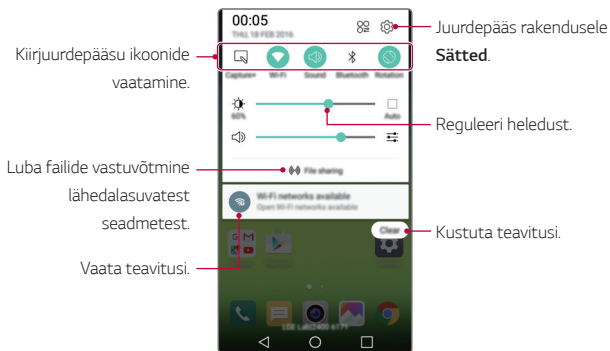 00:05
THU, 18 FEB 2016
Juurdepääs rakendusele
Sätted.
Kiirjuurdepääsu ikoonide
vaatamine.
Capture+ Wi-Fi Sound Bluetooth Rotation
60% Auto
Reguleeri heledust.
Luba failide vastuvõtmine
lähedalasuvatest
seadmetest.
File sharing
Wi-Fi networks available
Open Wi-Fi networks available
Clear
Kustuta teavitusi.
Vaata teavitusi.